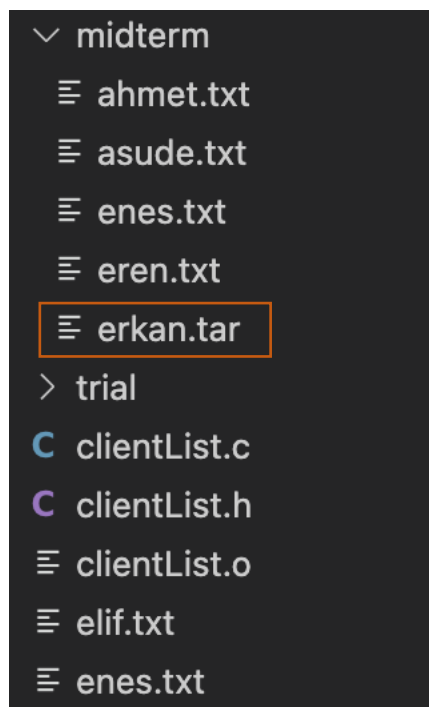 midterm
ahmet.txt
asude.txt
enes.txt
eren.txt
erkan.tar
trial
C clientList.c
C clientList.h
clientList.o
elif.txt
enes.txt